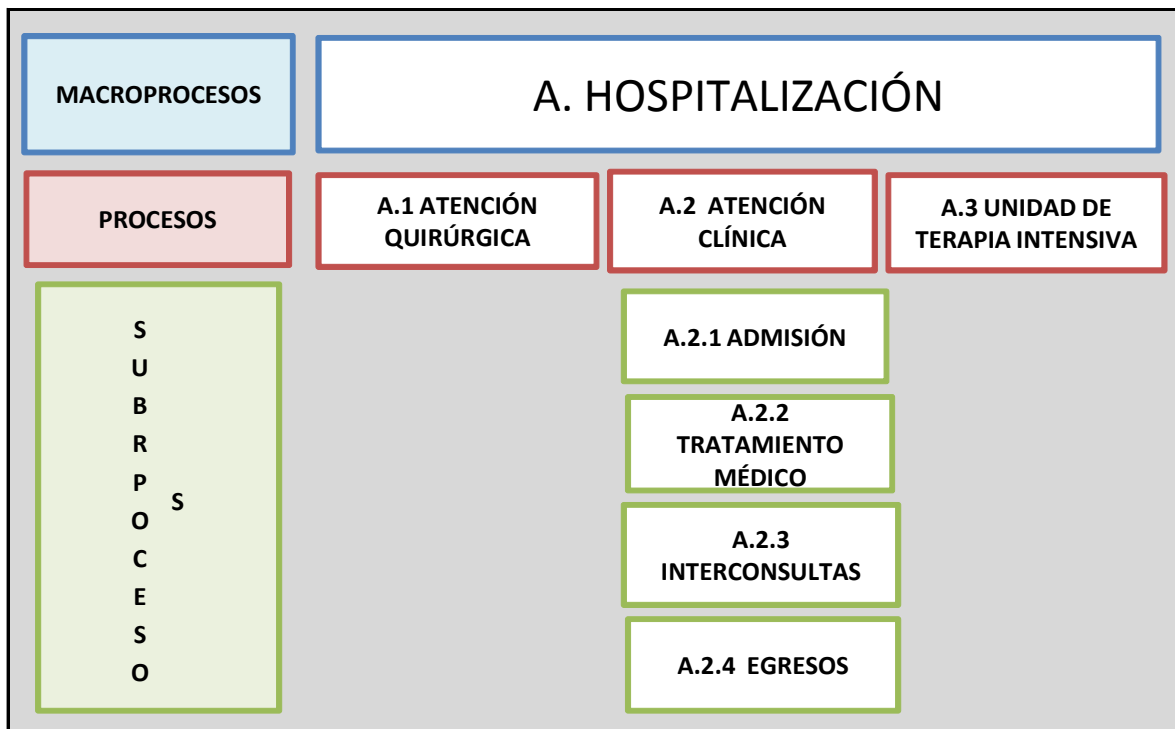 MACROPROCESOS
A. HOSPITALIZACIÓN
PROCESOS
A.1 ATENCIÓN
QUIRÚRGICA
A.2 ATENCIÓN
CLÍNICA
A.3 UNIDAD DE
TERAPIA INTENSIVA
S
U
B
R
P
S
O
C
E
S
O
A.2.1 ADMISIÓN
A.2.2
TRATAMIENTO
MÉDICO
A.2.3
INTERCONSULTAS
A.2.4 EGRESOS